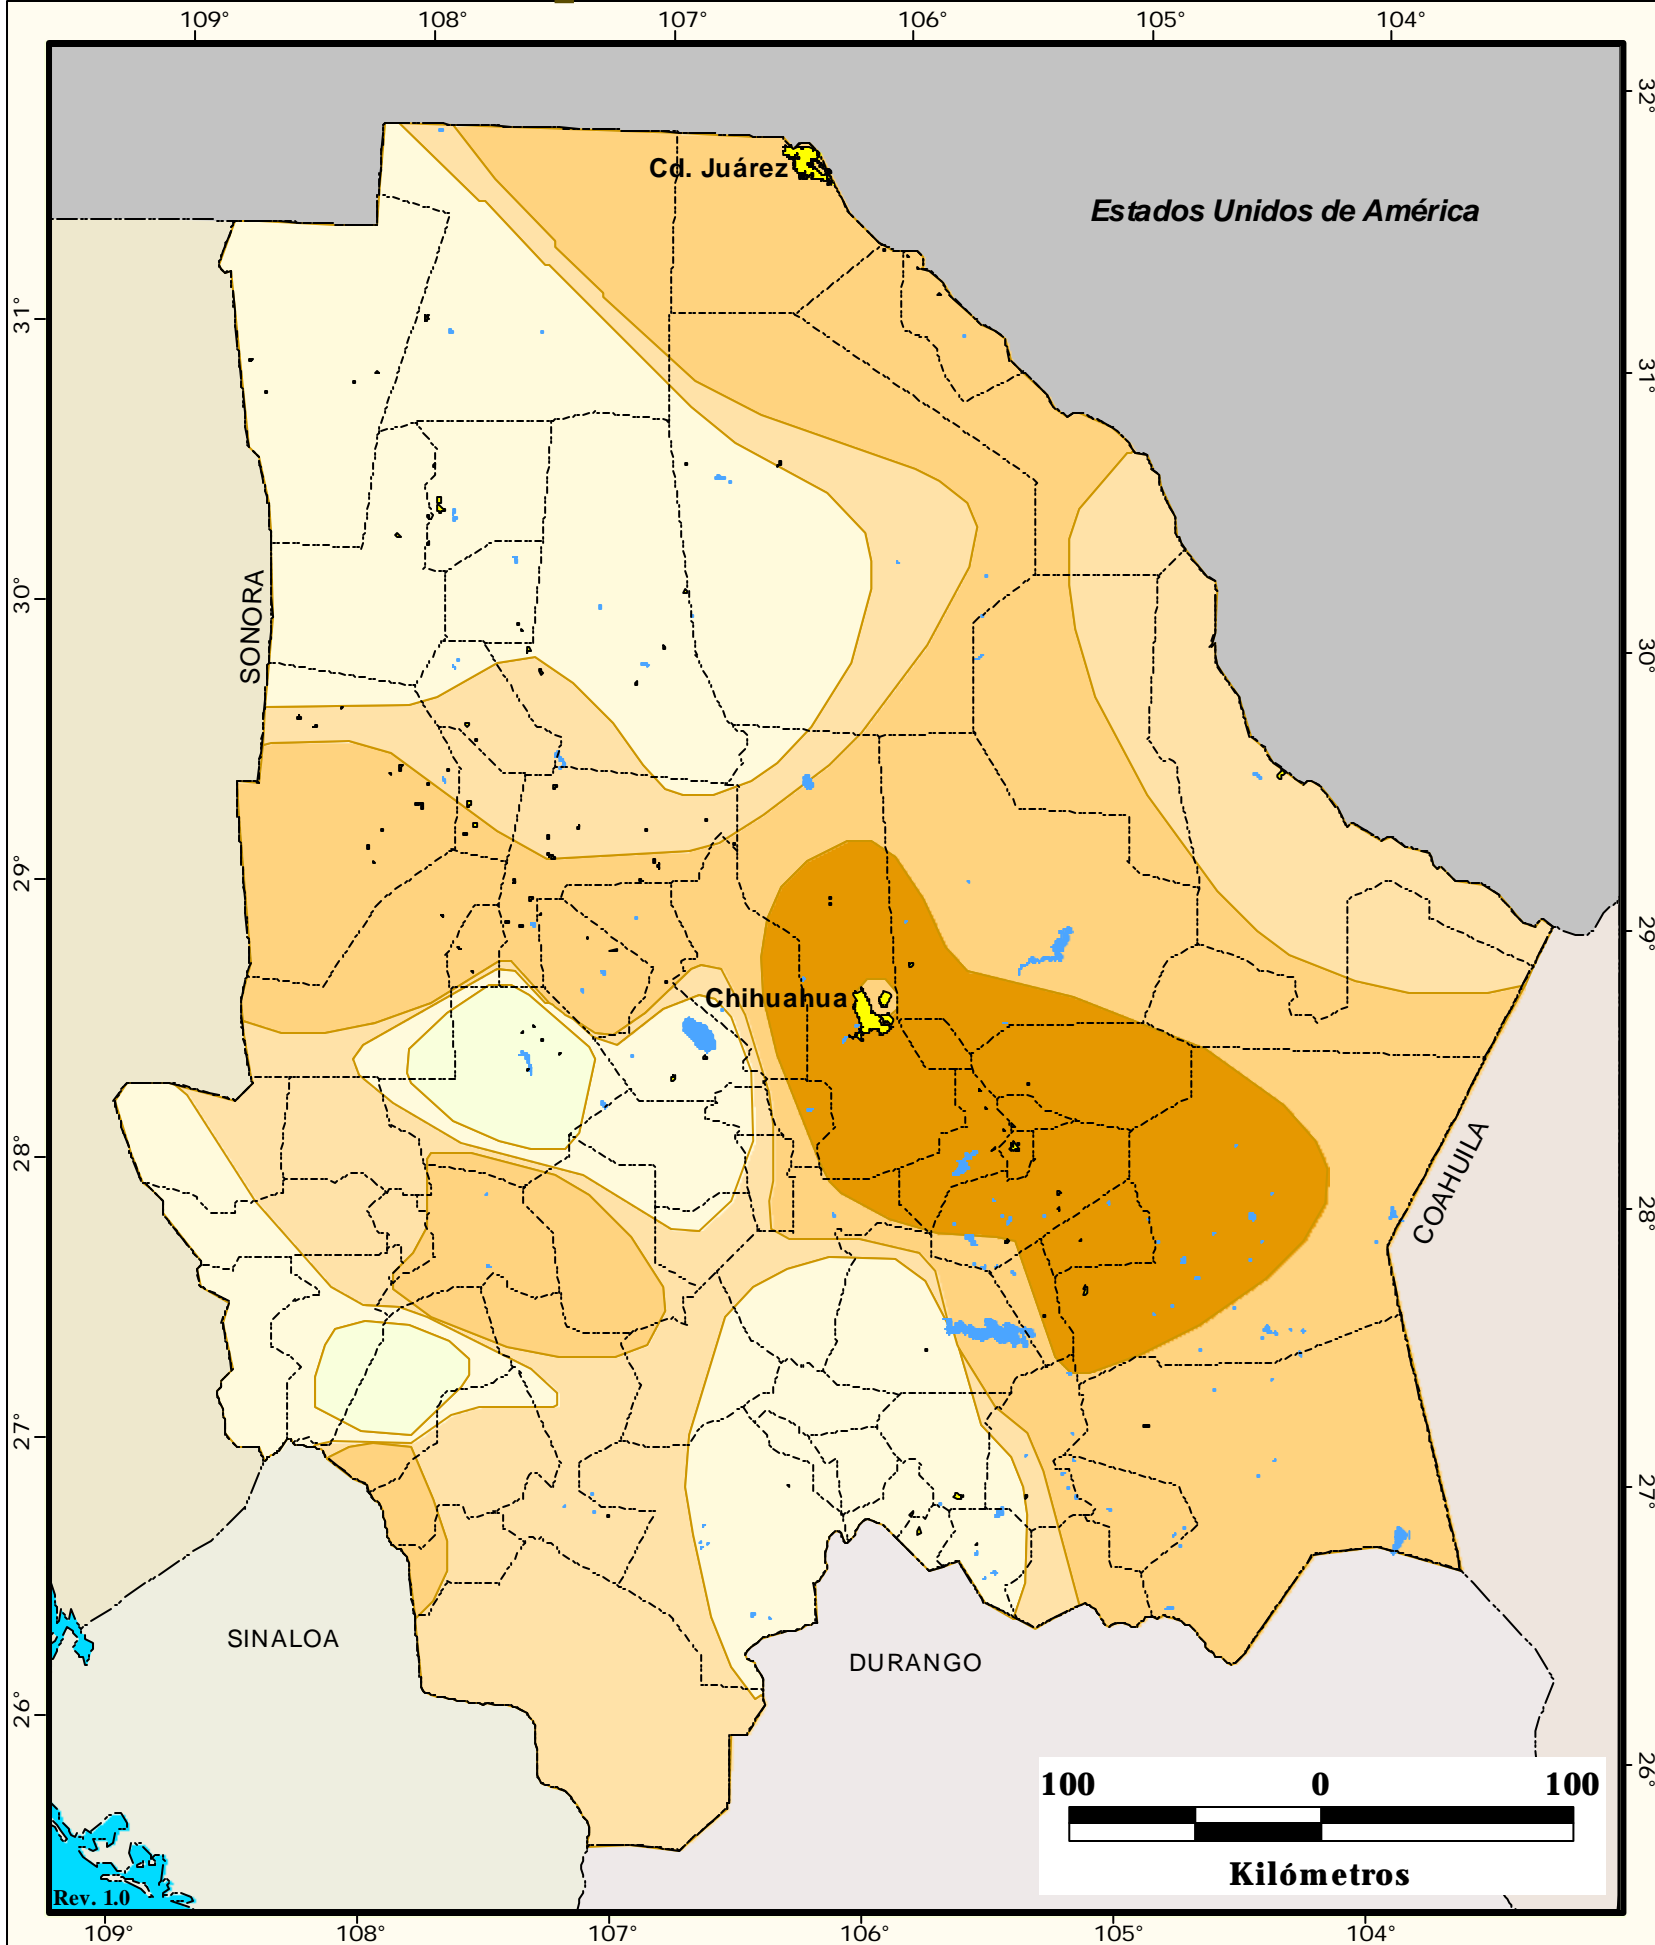 109° 108° 107° 106° 105° 104°
32°
Cd. Juárez
Estados Unidos de América
31°
31°
SONORA
30°
30°
29°
29°
Chihuahua
28°
COAHUILA
28°
27°
27°
SINALOA
DURANGO
26°
26°
100 0 100
Kilómetros
Rev. 1.0
109° 108° 107° 106° 105° 104°